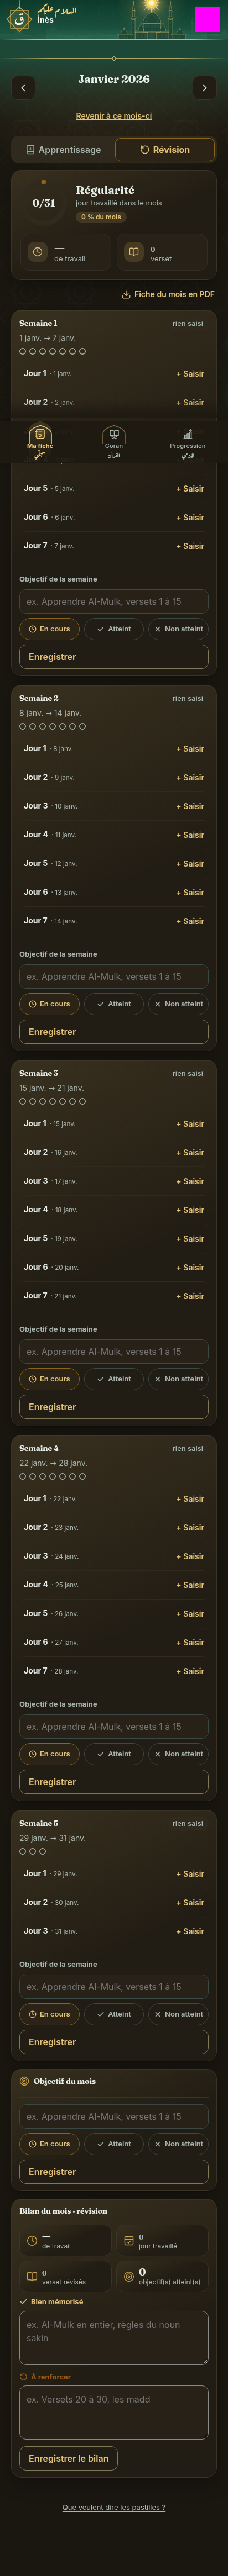 السلام عليكم
ق
Inès
Janvier 2026
Revenir à ce mois-ci
Apprentissage
Révision
0/31
Régularité
jour travaillé dans le mois
0 % du mois
—
de travail
0
verset
Fiche du mois en PDF
Semaine 1
rien saisi
1 janv. → 7 janv.
Jour 1 · 1 janv.
+ Saisir
Jour 2 · 2 janv.
+ Saisir
Ma fiche
Coran
القرآن
Progression
Jour 5 · 5 janv.
+ Saisir
Jour 6 · 6 janv.
+ Saisir
Jour 7 · 7 janv.
+ Saisir
Objectif de la semaine
ex. Apprendre Al-Mulk, versets 1 à 15
En cours
Atteint
Non atteint
Enregistrer
Semaine 2
rien saisi
8 janv. → 14 janv.
Jour 1 · 8 janv.
+ Saisir
Jour 2 · 9 janv.
+ Saisir
Jour 3 · 10 janv.
+ Saisir
Jour 4 · 11 janv.
+ Saisir
Jour 5 · 12 janv.
+ Saisir
Jour 6 · 13 janv.
+ Saisir
Jour 7 · 14 janv.
+ Saisir
Objectif de la semaine
ex. Apprendre Al-Mulk, versets 1 à 15
En cours
Atteint
Non atteint
Enregistrer
Semaine 3
rien saisi
15 janv. → 21 janv.
Jour 1 · 15 janv.
+ Saisir
Jour 2 · 16 janv.
+ Saisir
Jour 3 · 17 janv.
+ Saisir
Jour 4 · 18 janv.
+ Saisir
Jour 5 · 19 janv.
+ Saisir
Jour 6 · 20 janv.
+ Saisir
Jour 7 · 21 janv.
+ Saisir
Objectif de la semaine
ex. Apprendre Al-Mulk, versets 1 à 15
En cours
Atteint
Non atteint
Enregistrer
Semaine 4
rien saisi
22 janv. → 28 janv.
Jour 1 · 22 janv.
+ Saisir
Jour 2 · 23 janv.
+ Saisir
Jour 3 · 24 janv.
+ Saisir
Jour 4 · 25 janv.
+ Saisir
Jour 5 · 26 janv.
+ Saisir
Jour 6 · 27 janv.
+ Saisir
Jour 7 · 28 janv.
+ Saisir
Objectif de la semaine
ex. Apprendre Al-Mulk, versets 1 à 15
En cours
Atteint
Non atteint
Enregistrer
Semaine 5
rien saisi
29 janv. → 31 janv.
Jour 1 · 29 janv.
+ Saisir
Jour 2 · 30 janv.
+ Saisir
Jour 3 · 31 janv.
+ Saisir
Objectif de la semaine
ex. Apprendre Al-Mulk, versets 1 à 15
En cours
Atteint
Non atteint
Enregistrer
Objectif du mois
ex. Apprendre Al-Mulk, versets 1 à 15
En cours
Atteint
Non atteint
Enregistrer
Bilan du mois · révision
—
de travail
0
jour travaillé
0
verset révisés
0
objectif(s) atteint(s)
Bien mémorisé
ex. Al-Mulk en entier, règles du noun
sakin
À renforcer
ex. Versets 20 à 30, les madd
Enregistrer le bilan
Que veulent dire les pastilles ?